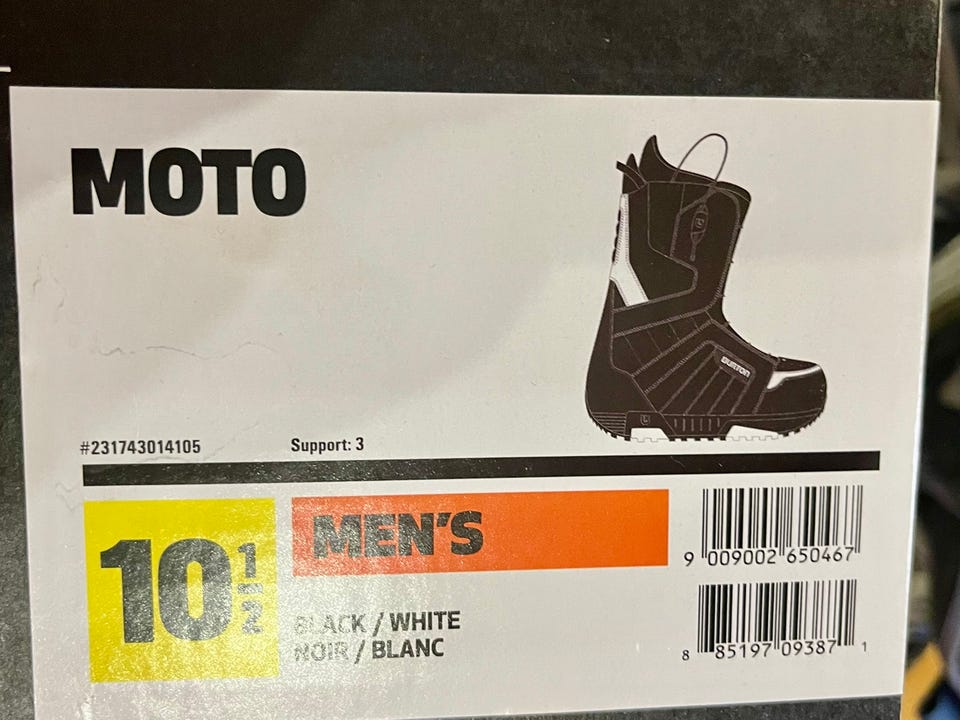 MOTO
BURTON
#231743014105 Support: 3
10 1/2
MEN'S
BLACK / WHITE
NOIR / BLANC
9 009002 650467
8 85197 09387 1